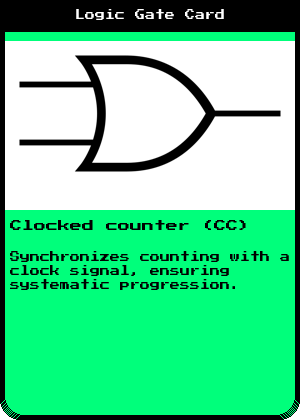 Logic Gate Card
Clocked counter (CC)
Synchronizes counting with a
clock signal, ensuring
systematic progression.